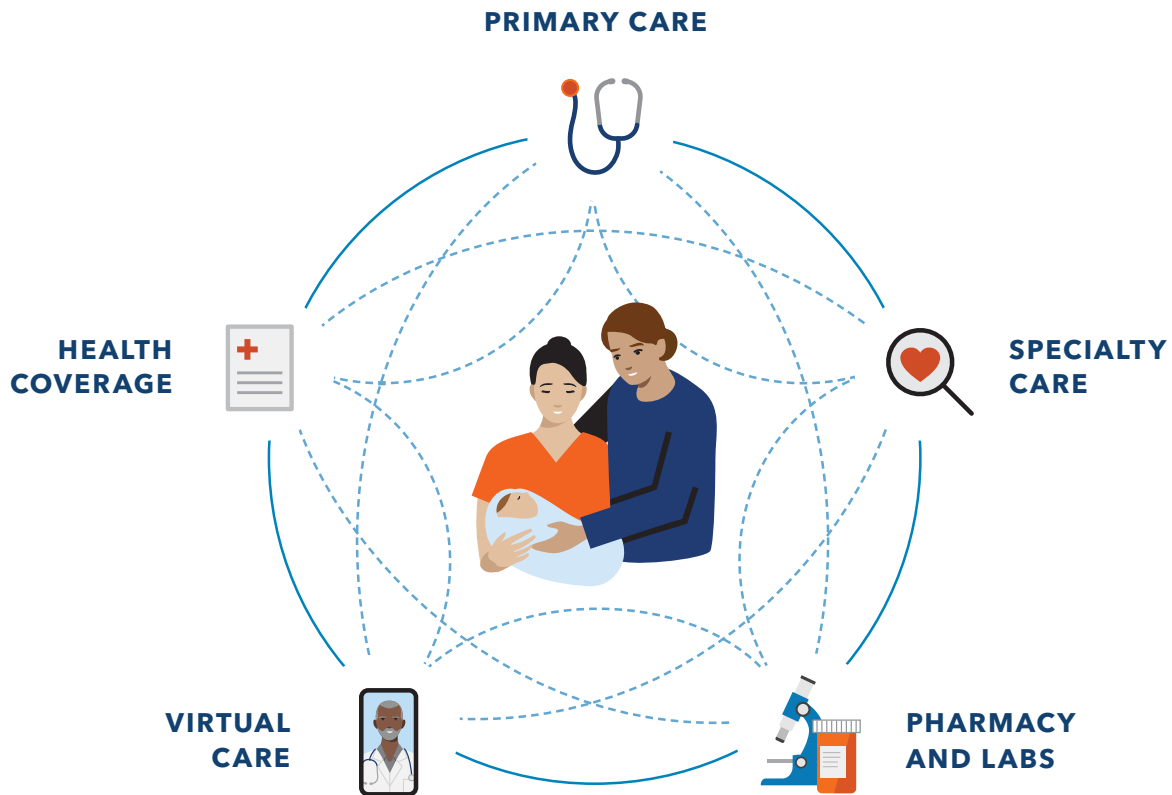 PRIMARY CARE
HEALTH
COVERAGE
SPECIALTY
CARE
VIRTUAL
CARE
PHARMACY
AND LABS